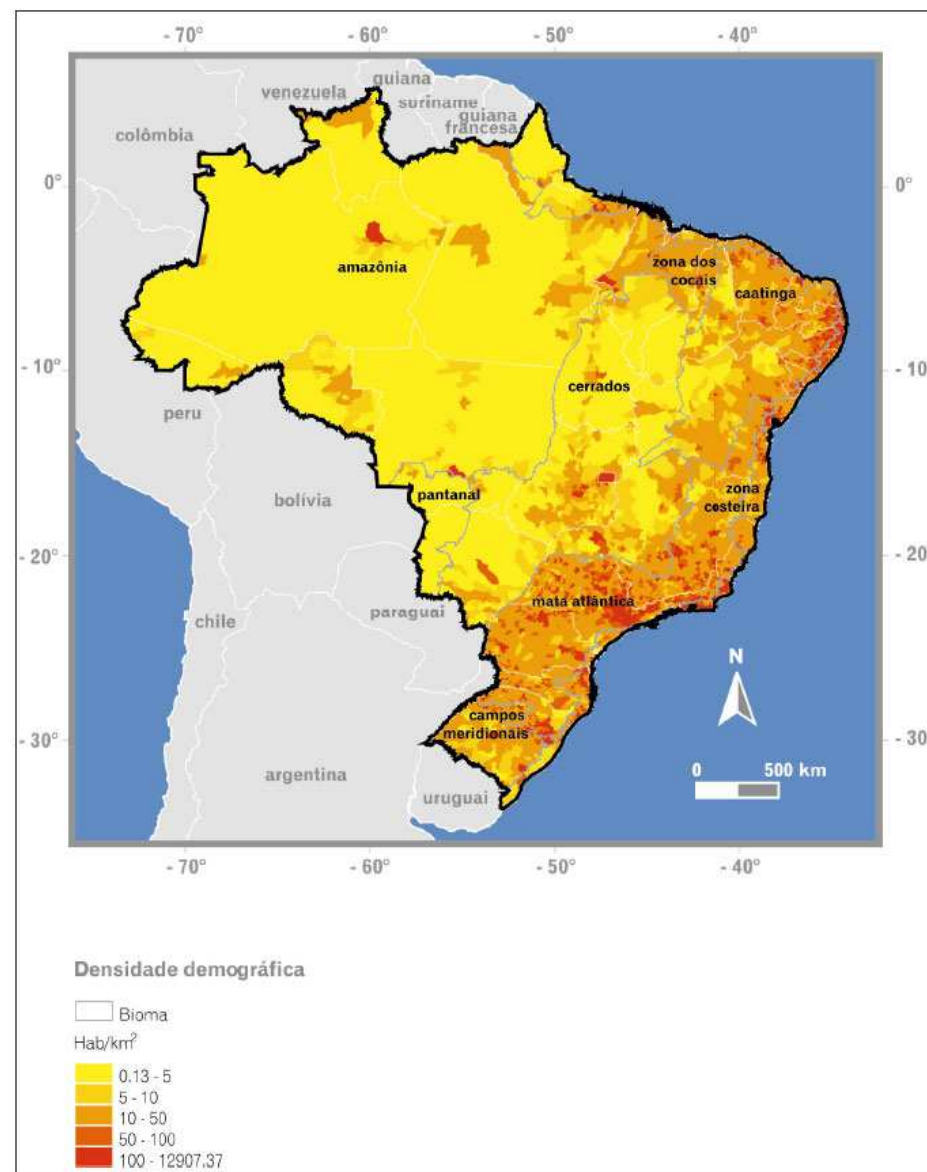 - 70° - 60° - 50° - 40°
guiana
venezuela
suriname
guiana
francesa
colômbia
0° 0°
zona dos
cocais
amazônia
caatinga
- 10° - 10
cerrados
peru
pantanal
zona
costeira
bolívia
- 20° - 20
mata atlântica
paraguai
chile
N
campos
meridionais
- 30° - 30
0 500 km
argentina
uruguai
- 70° - 60° - 50° - 40°
Densidade demográfica
Bioma
Hab/km²
0.13 - 5
5 - 10
10 - 50
50 - 100
100 - 12907.37